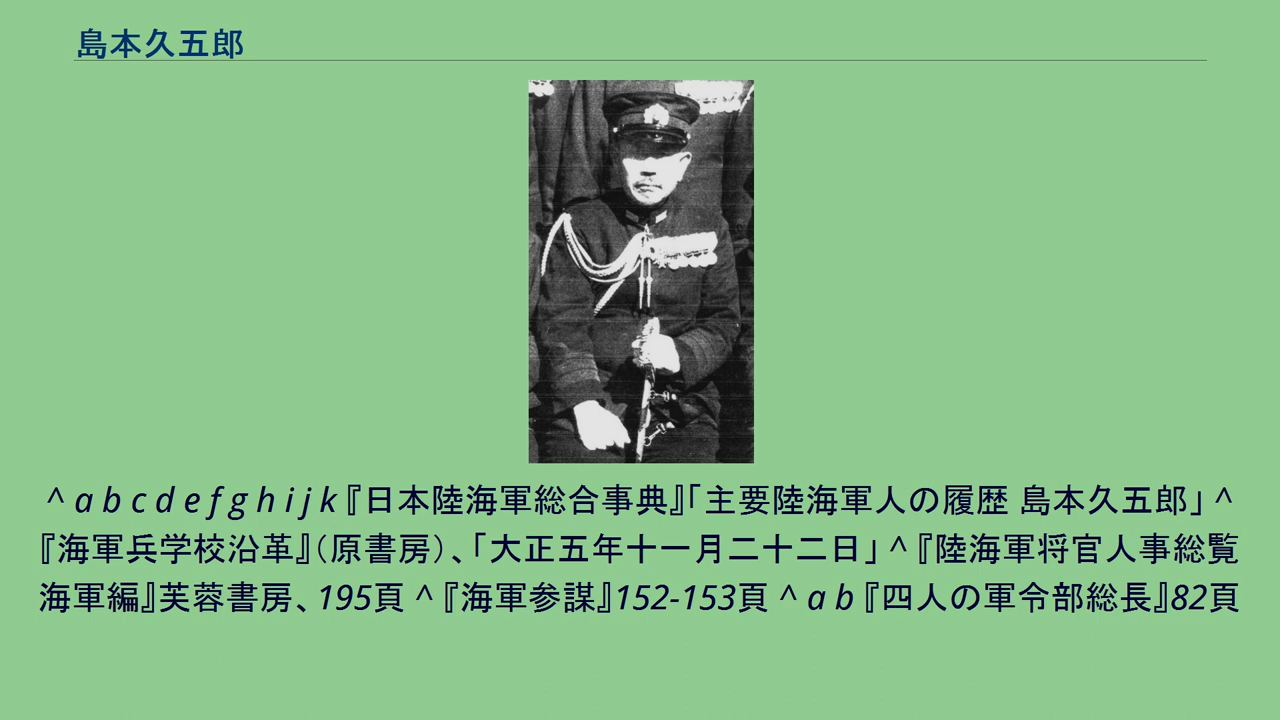 島本久五郎
^ a b c d e f g h i j k 『日本陸海軍総合事典』「主要陸海軍人の履歴 島本久五郎」 ^
『海軍兵学校沿革』（原書房）、「大正五年十一月二十二日」 ^ 『陸海軍将官人事総覧
海軍編』芙蓉書房、195頁 ^ 『海軍参謀』152-153頁 ^ a b 『四人の軍令部総長』82頁